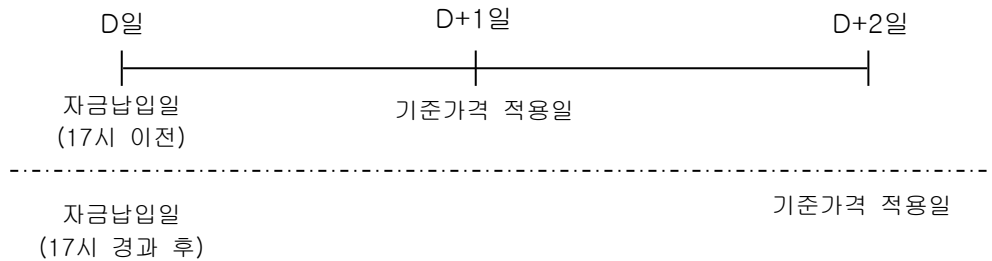 D일
D+1일
D+2일
자금납입일
(17시 이전)
기준가격 적용일
자금납입일
(17시 경과 후)
기준가격 적용일